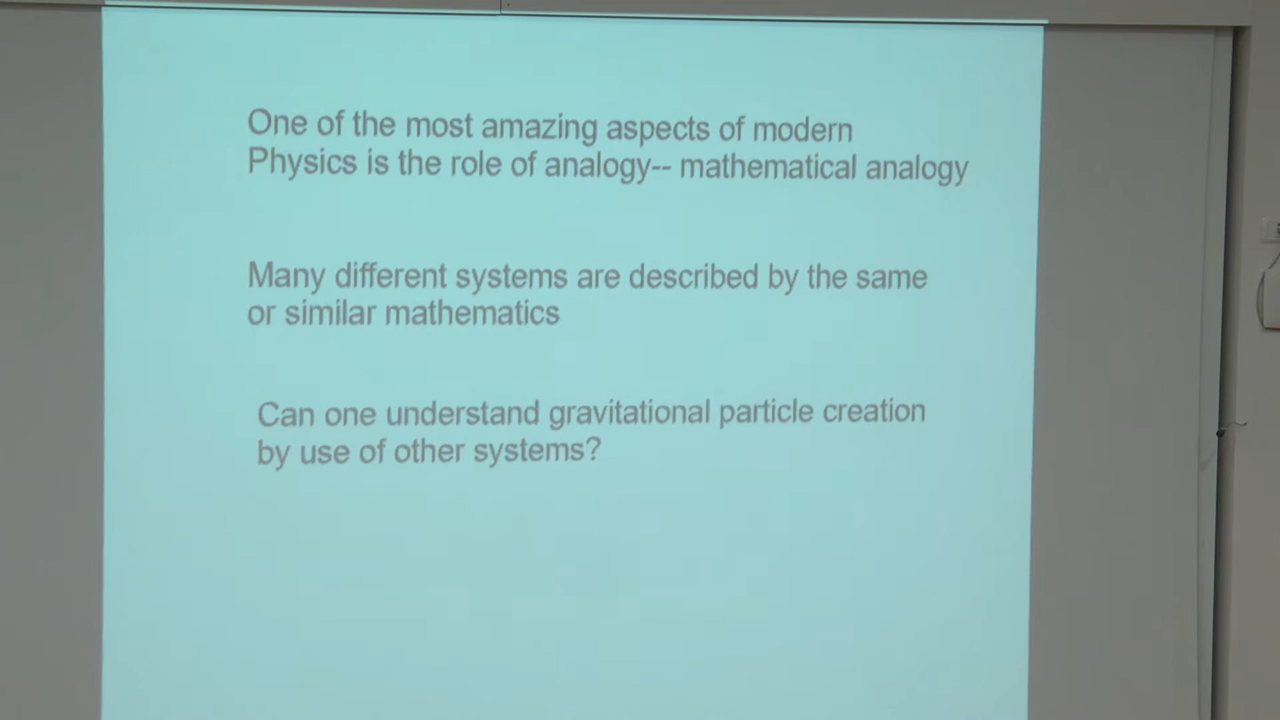 One of the most amazing aspects of modern
Physics is the role of analogy-- mathematical analogy
Many different systems are described by the same
or similar mathematics
Can one understand gravitational particle creation
by use of other systems?